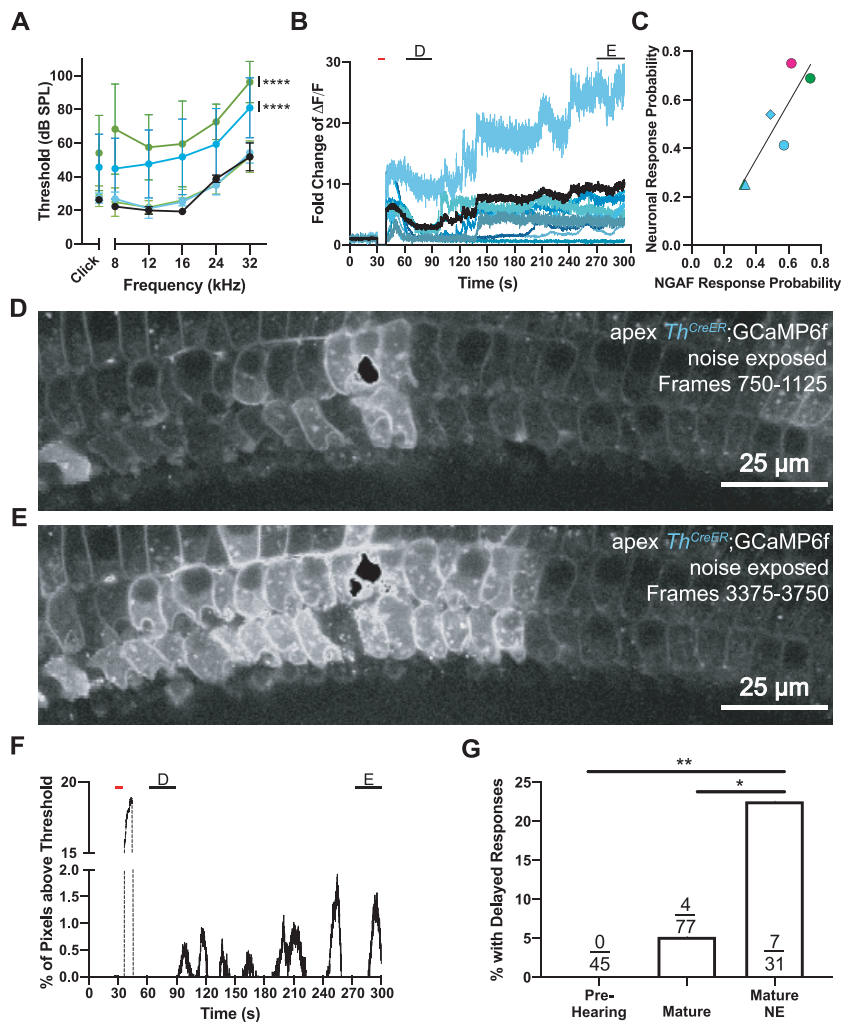 A
Threshold (dB SPL)
100
80
60
40
20
0
****
****
Click
8
12
16
24
32
Frequency (kHz)
B
Fold Change of ΔF/F
30
20
10
0
D
E
0
30
60
90
120
150
180
210
240
270
300
Time (s)
C
Neuronal Response Probability
0.8
0.6
0.4
0.2
0.0
0.0
0.2
0.4
0.6
0.8
NGAF Response Probability
D
apex ThCreER;GCaMP6f
noise exposed
Frames 750-1125
25 µm
E
apex ThCreER;GCaMP6f
noise exposed
Frames 3375-3750
25 µm
F
% of Pixels above Threshold
20
15
2.0
1.5
1.0
0.5
0.0
D
E
0
30
60
90
120
150
180
210
240
270
300
Time (s)
G
% with Delayed Responses
25
20
15
10
5
0
**
*
0
45
4
77
7
31
Pre-
Hearing
Mature
Mature
NE